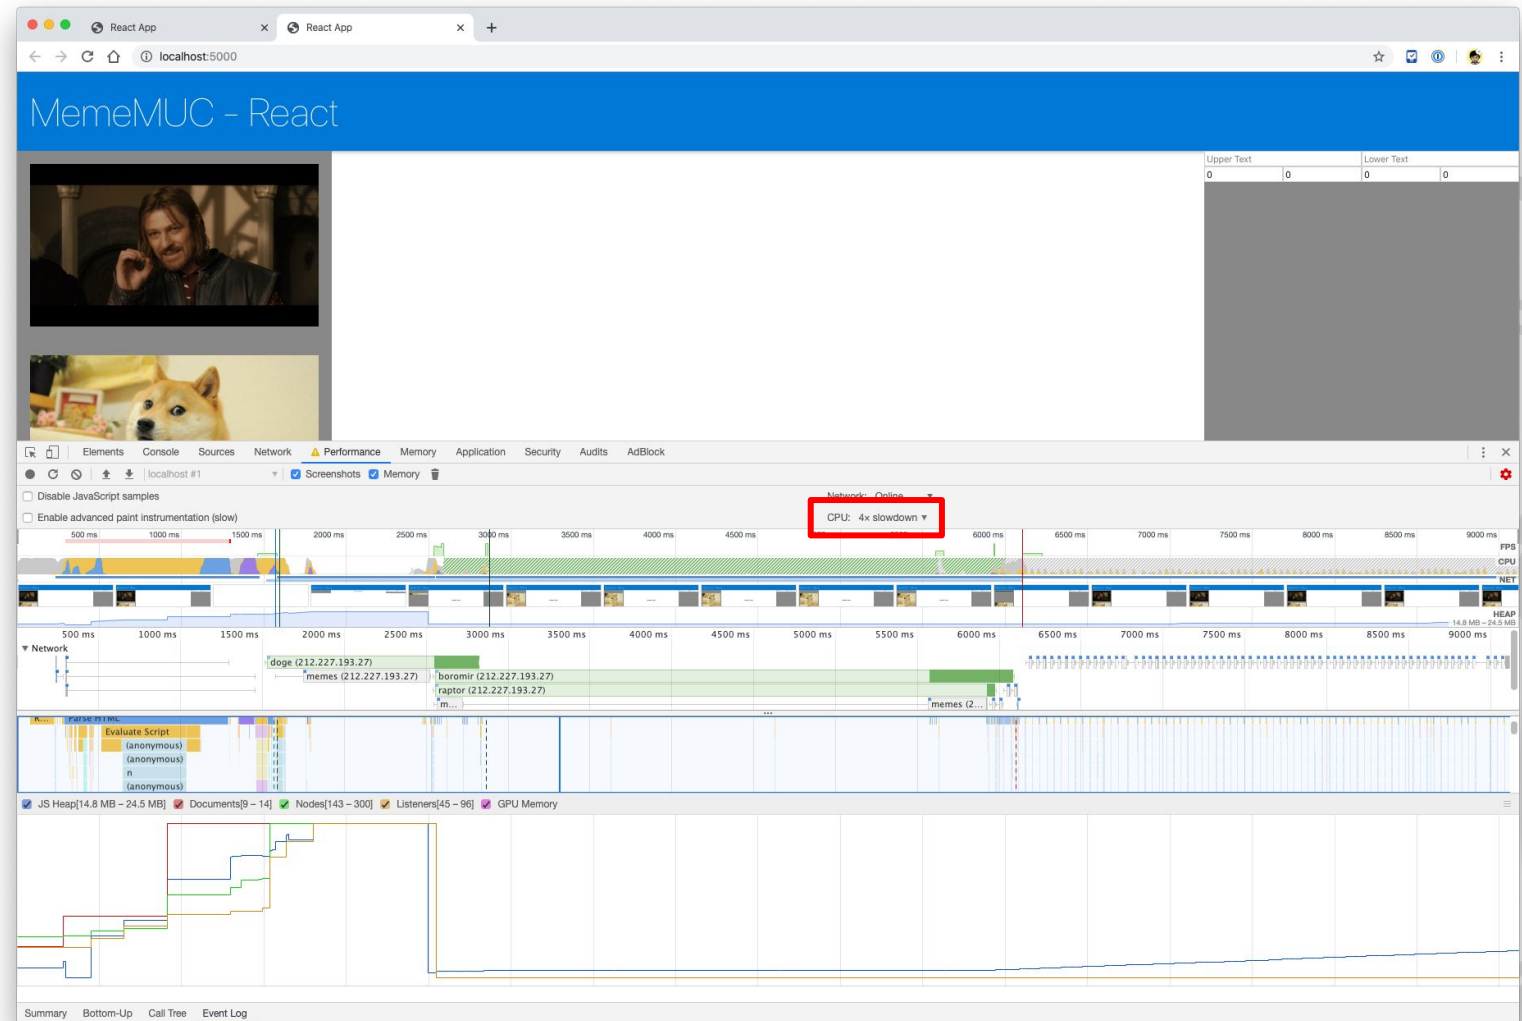 React App
React App
localhost:5000
MemeMUC - React
Upper Text Lower Text
0 0 0 0
Elements Console Sources Network Performance Memory Application Security Audits AdBlock
localhost #1 Screenshots Memory
Disable JavaScript samples Network: Online
Enable advanced paint instrumentation (slow) CPU: 4× slowdown
500 ms 1000 ms 1500 ms 2000 ms 2500 ms 3000 ms 3500 ms 4000 ms 4500 ms 6000 ms 6500 ms 7000 ms 7500 ms 8000 ms 8500 ms 9000 ms
FPS
CPU
NET
HEAP
14.8 MB – 24.5 MB
500 ms 1000 ms 1500 ms 2000 ms 2500 ms 3000 ms 3500 ms 4000 ms 4500 ms 5000 ms 5500 ms 6000 ms 6500 ms 7000 ms 7500 ms 8000 ms 8500 ms 9000 ms
Network
doge (212.227.193.27)
memes (212.227.193.27) boromir (212.227.193.27)
raptor (212.227.193.27)
m... memes (2...
R... Parse HTML
Evaluate Script
(anonymous)
(anonymous)
n
(anonymous)
JS Heap[14.8 MB – 24.5 MB] Documents[9 – 14] Nodes[143 – 300] Listeners[45 – 96] GPU Memory
Summary Bottom-Up Call Tree Event Log